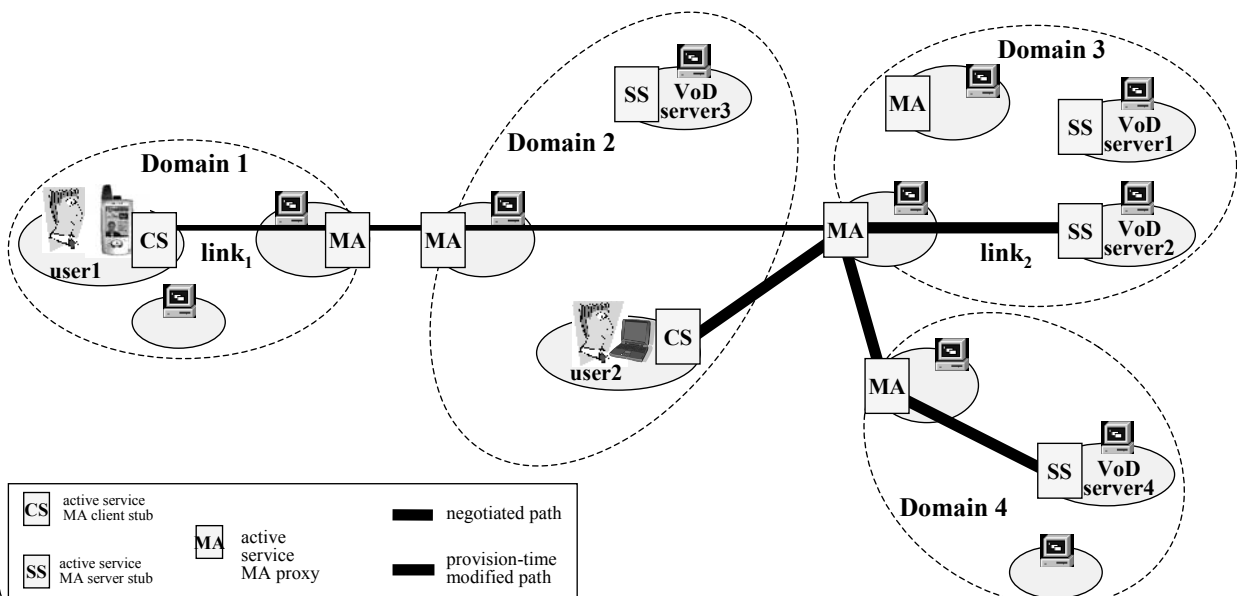 Domain 3
SS
VoD
server3
MA
SS
VoD
server1
Domain 2
Domain 1
CS
user1
link₁
MA
MA
MA
link₂
SS
VoD
server2
user2
CS
MA
SS
VoD
server4
Domain 4
CS
active service
MA client stub
SS
active service
MA server stub
MA
active
service
MA proxy
negotiated path
provision-time
modified path